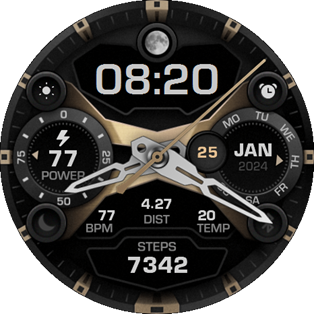 08:20
0
25
50
75
77
POWER
25
JAN
2024
MO
TU
WE
TH
FR
SA
77
BPM
4.27
DIST
20
TEMP
STEPS
7342